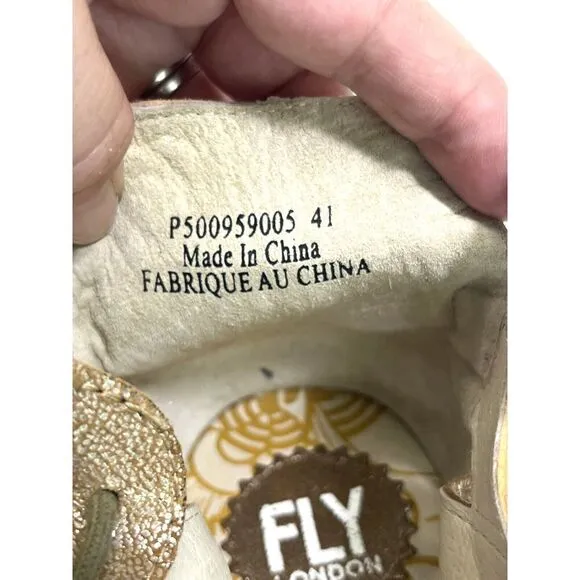 P500959005 41
Made In China
FABRIQUE AU CHINA
FLY
LONDON